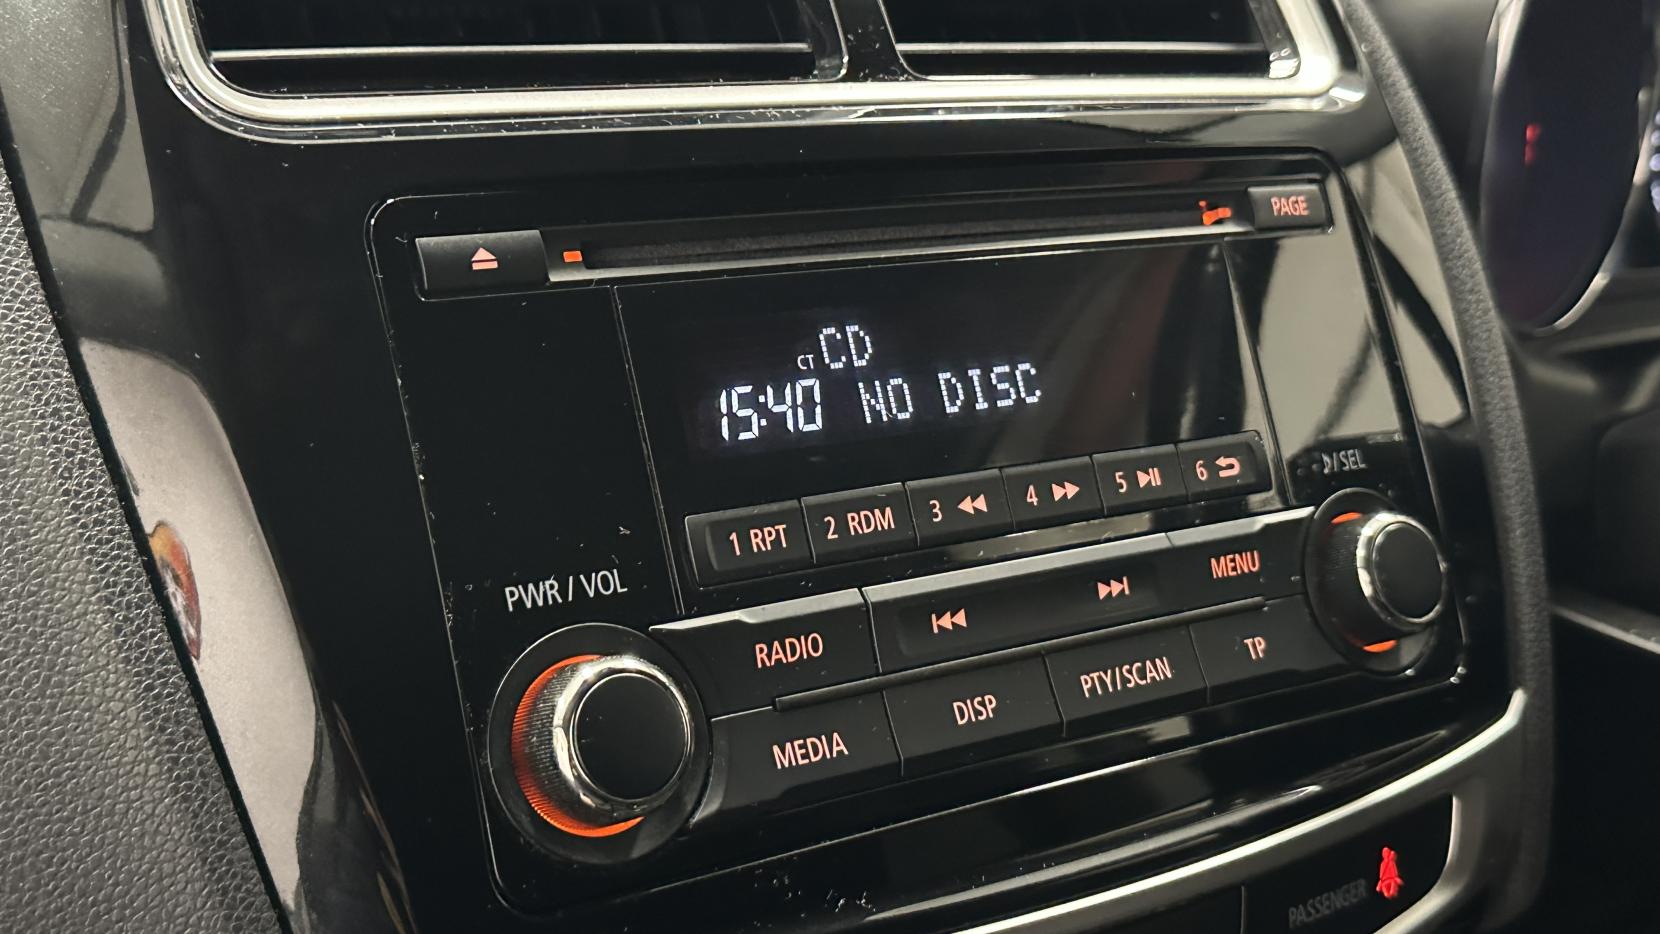 PAGE
CT CD
15:40 NO DISC
1 RPT 2 RDM 3 4 5 6
/SEL
PWR / VOL
MENU
RADIO
TP
PTY/SCAN
DISP
MEDIA
PASSENGER